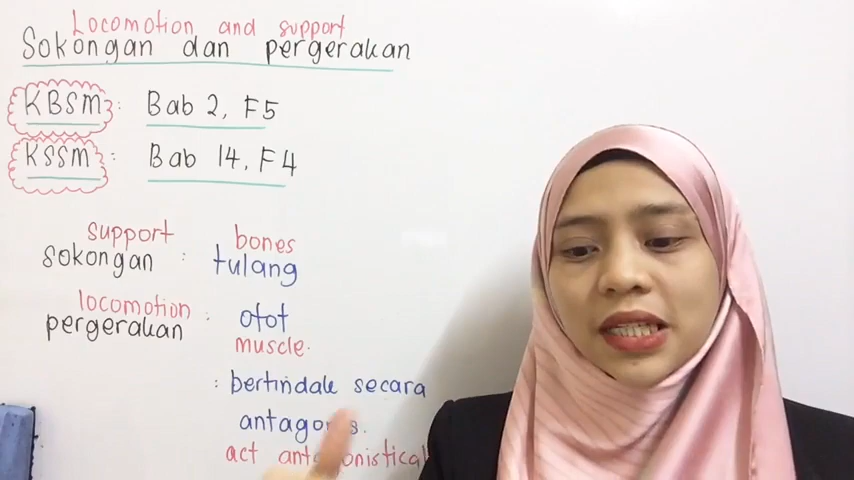 Locomotion and support
Sokongan dan pergerakan
KBSM : Bab 2, F5
KSSM : Bab 14, F4
support bones
sokongan : tulang
locomotion
pergerakan : otot
muscle.
: bertindak secara
act